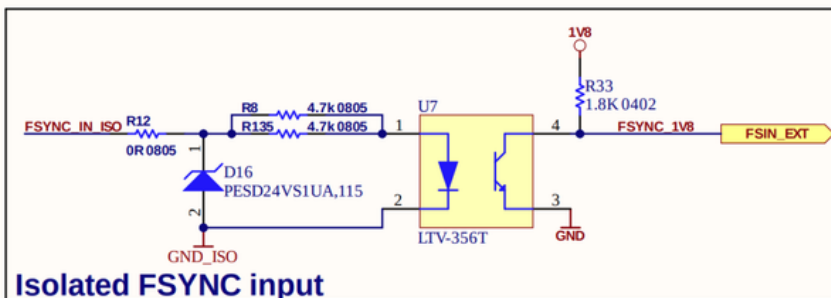 1V8
R33
1.8K 0402
U7
R8 4.7k 0805
R12
FSYNC_IN_ISO
R135 4.7k 0805
1
4
FSYNC_1V8
FSIN_EXT
0R 0805
1
D16
PESD24VS1UA,115
2
2
3
GND_ISO
GND
LTV-356T
Isolated FSYNC input